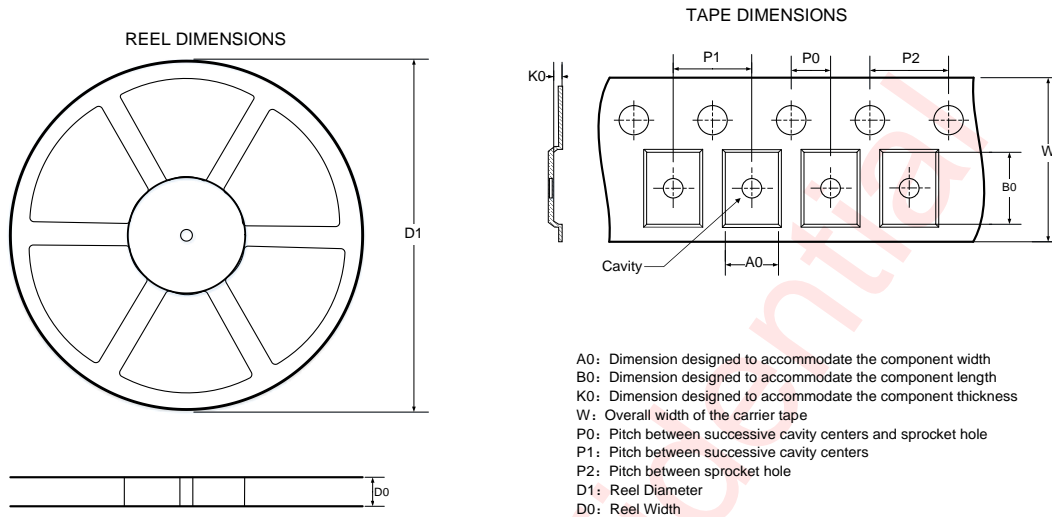 TAPE DIMENSIONS
REEL DIMENSIONS
P1
P0
P2
K0
W
B0
D1
Cavity
A0
A0：Dimension designed to accommodate the component width
B0：Dimension designed to accommodate the component length
K0：Dimension designed to accommodate the component thickness
W：Overall width of the carrier tape
P0：Pitch between successive cavity centers and sprocket hole
P1：Pitch between successive cavity centers
P2：Pitch between sprocket hole
D1：Reel Diameter
D0：Reel Width
D0
idential